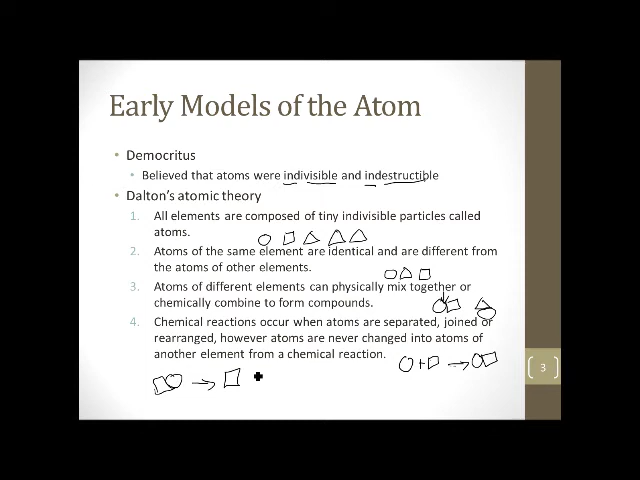 Early Models of the Atom
• Democritus
• Believed that atoms were indivisible and indestructible
• Dalton's atomic theory
1. All elements are composed of tiny indivisible particles called
atoms.
2. Atoms of the same element are identical and are different from
the atoms of other elements.
3. Atoms of different elements can physically mix together or
chemically combine to form compounds.
4. Chemical reactions occur when atoms are separated, joined or
rearranged, however atoms are never changed into atoms of
another element from a chemical reaction.
3